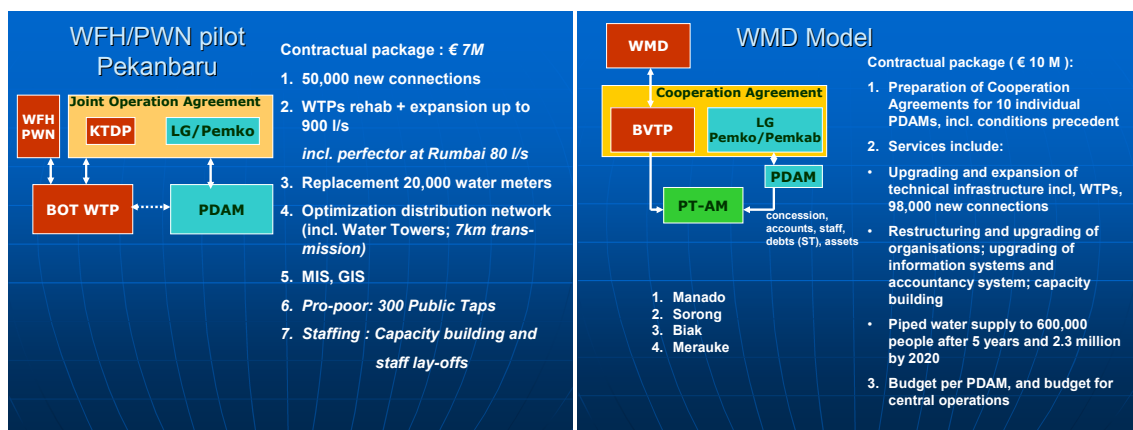 WFH/PWN pilot
Pekanbaru
Joint Operation Agreement
WFH
PWN
KTDP
LG/Pemko
BOT WTP
PDAM
Contractual package : € 7M
1. 50,000 new connections
2. WTPs rehab + expansion up to
900 l/s
incl. perfector at Rumbai 80 l/s
3. Replacement 20,000 water meters
4. Optimization distribution network
(incl. Water Towers; 7km trans-
mission)
5. MIS, GIS
6. Pro-poor: 300 Public Taps
7. Staffing : Capacity building and
staff lay-offs
WMD Model
WMD
Cooperation Agreement
BVTP
LG
Pemko/Pemkab
PDAM
PT-AM
concession,
accounts, staff,
debts (ST), assets
1. Manado
2. Sorong
3. Biak
4. Merauke
Contractual package ( € 10 M ):
1. Preparation of Cooperation
Agreements for 10 individual
PDAMs, incl. conditions precedent
2. Services include:
• Upgrading and expansion of
technical infrastructure incl, WTPs,
98,000 new connections
• Restructuring and upgrading of
organisations; upgrading of
information systems and
accountancy system; capacity
building
• Piped water supply to 600,000
people after 5 years and 2.3 million
by 2020
3. Budget per PDAM, and budget for
central operations